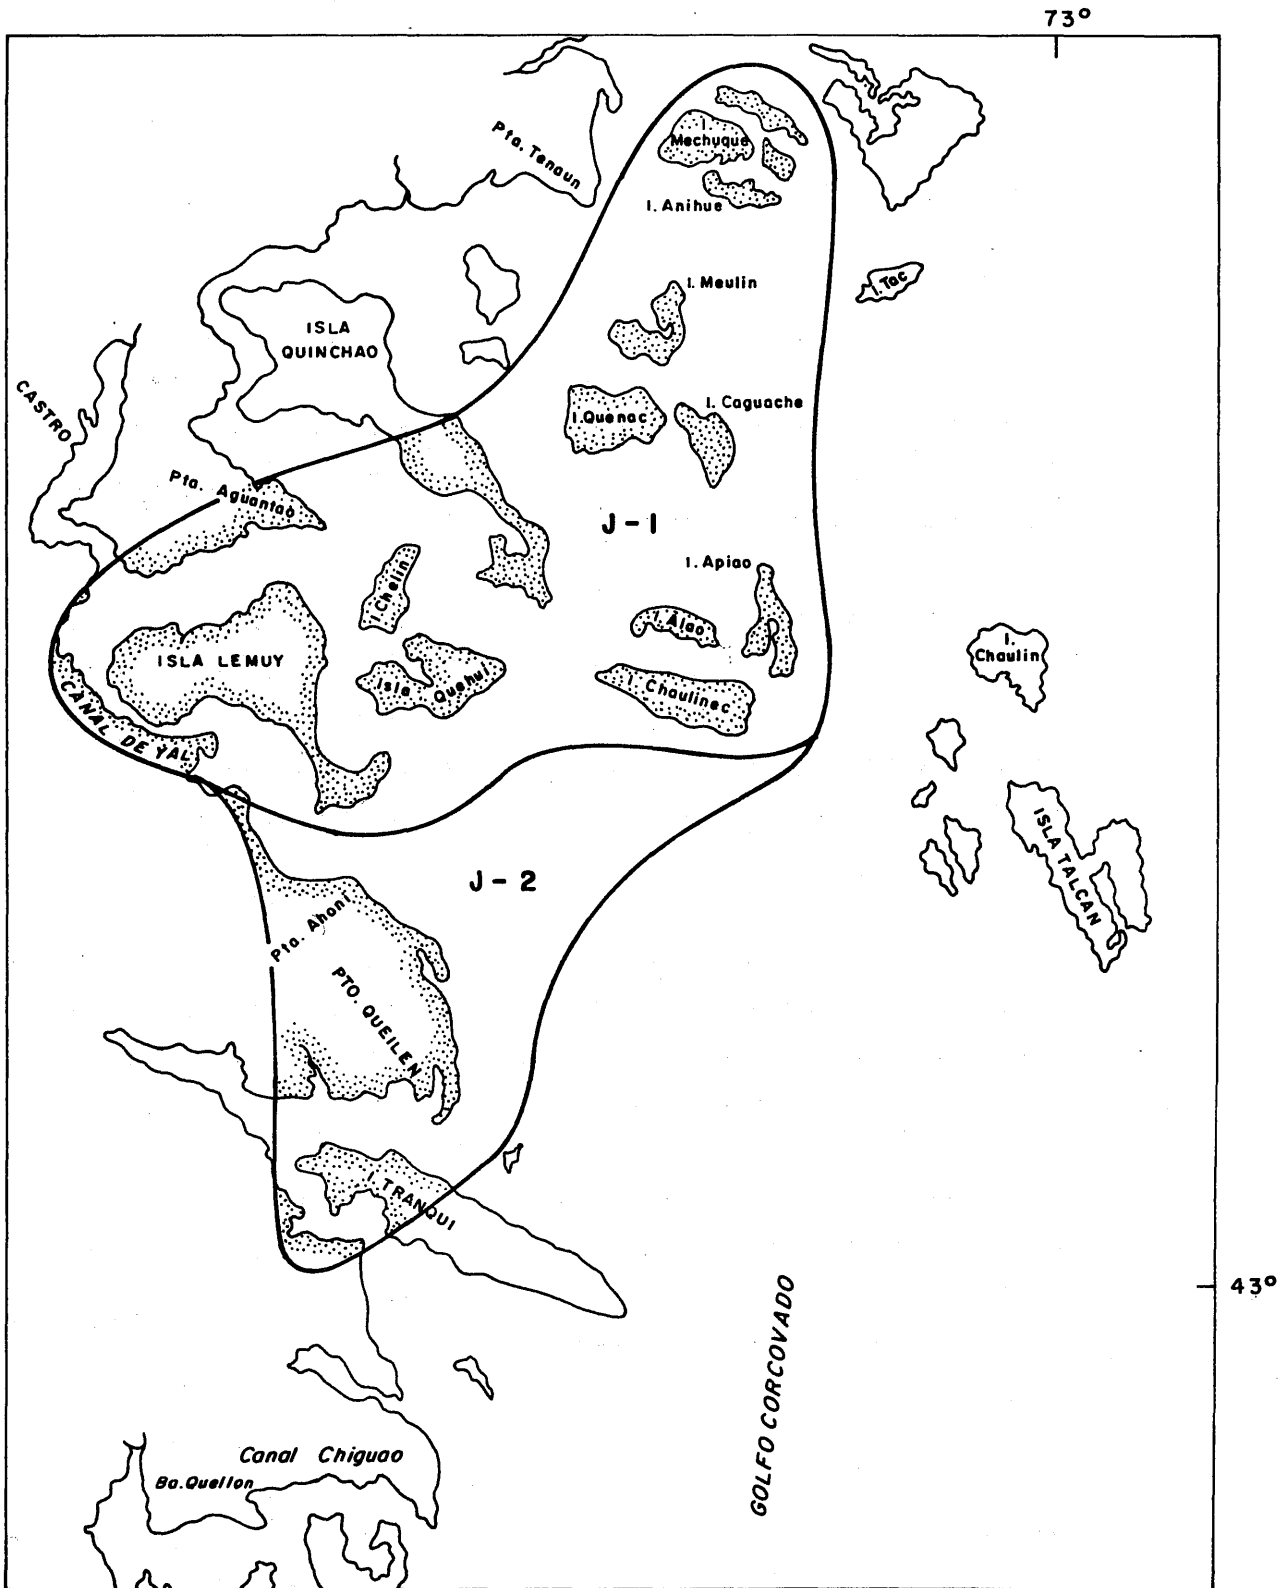 73°
Pta. Tenaun
I.
Mechuque
I. Anihue
I. Tac
I. Meulin
ISLA
QUINCHAO
CASTRO
I. Caguache
I. Quenac
Pta. Aguantaò
J-1
I. Apiao
I. Chelin
I. Alao
I.
Chaulin
ISLA LEMUY
Isla Quehui
I. Chaulinec
CANAL DE YAL
ISLA TALCAN
J-2
Pta. Ahoni
PTO. QUEILEN
I. TRANQUI
43°
GOLFO CORCOVADO
Canal Chiguao
Ba. Quellon